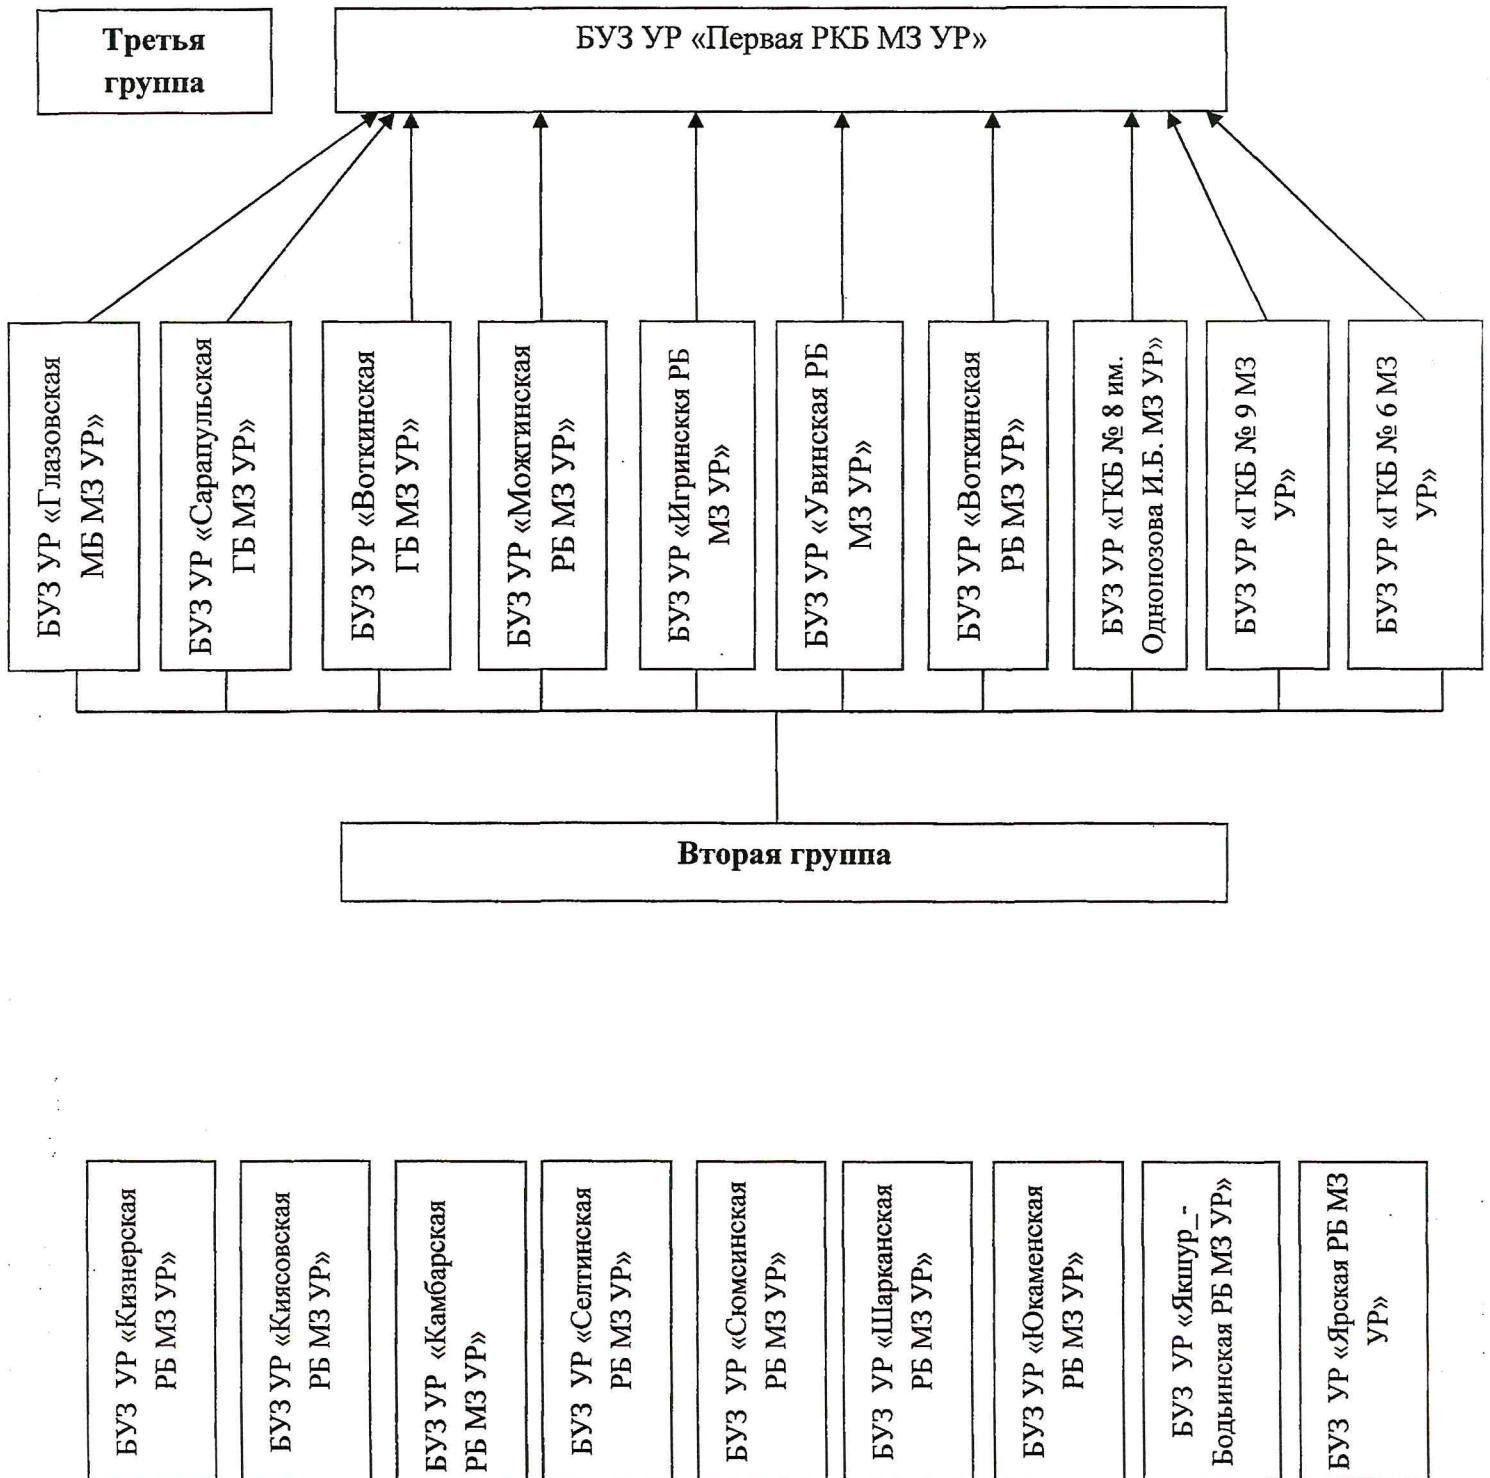 Третья
группа
БУЗ УР «Первая РКБ МЗ УР»
БУЗ УР «Глазовская
МБ МЗ УР»
БУЗ УР «Сарапульская
ГБ МЗ УР»
БУЗ УР «Воткинская
ГБ МЗ УР»
БУЗ УР «Можгинская
РБ МЗ УР»
БУЗ УР «Игринсккя РБ
МЗ УР»
БУЗ УР «Увинская РБ
МЗ УР»
БУЗ УР «Воткинская
РБ МЗ УР»
БУЗ УР «ГКБ № 8 им.
Однопозова И.Б. МЗ УР»
БУЗ УР «ГКБ № 9 МЗ
УР»
БУЗ УР «ГКБ № 6 МЗ
УР»
Вторая группа
БУЗ УР «Кизнерская
РБ МЗ УР»
БУЗ УР «Киясовская
РБ МЗ УР»
БУЗ УР «Камбарская
РБ МЗ УР»
БУЗ УР «Селтинская
РБ МЗ УР»
БУЗ УР «Сюмсинская
РБ МЗ УР»
БУЗ УР «Шарканская
РБ МЗ УР»
БУЗ УР «Юкаменская
РБ МЗ УР»
БУЗ УР «Якшур_-
Бодьинская РБ МЗ УР»
БУЗ УР «Ярская РБ МЗ
УР»